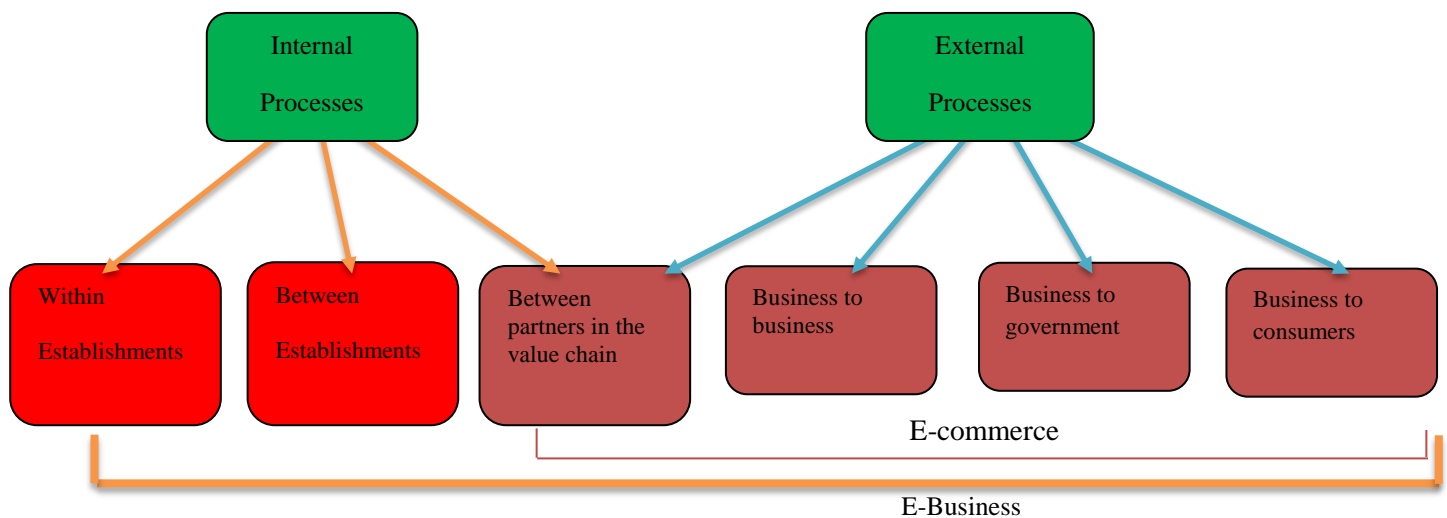 Internal
Processes
External
Processes
Within
Establishments
Between
Establishments
Between
partners in the
value chain
Business to
business
Business to
government
Business to
consumers
E-commerce
E-Business